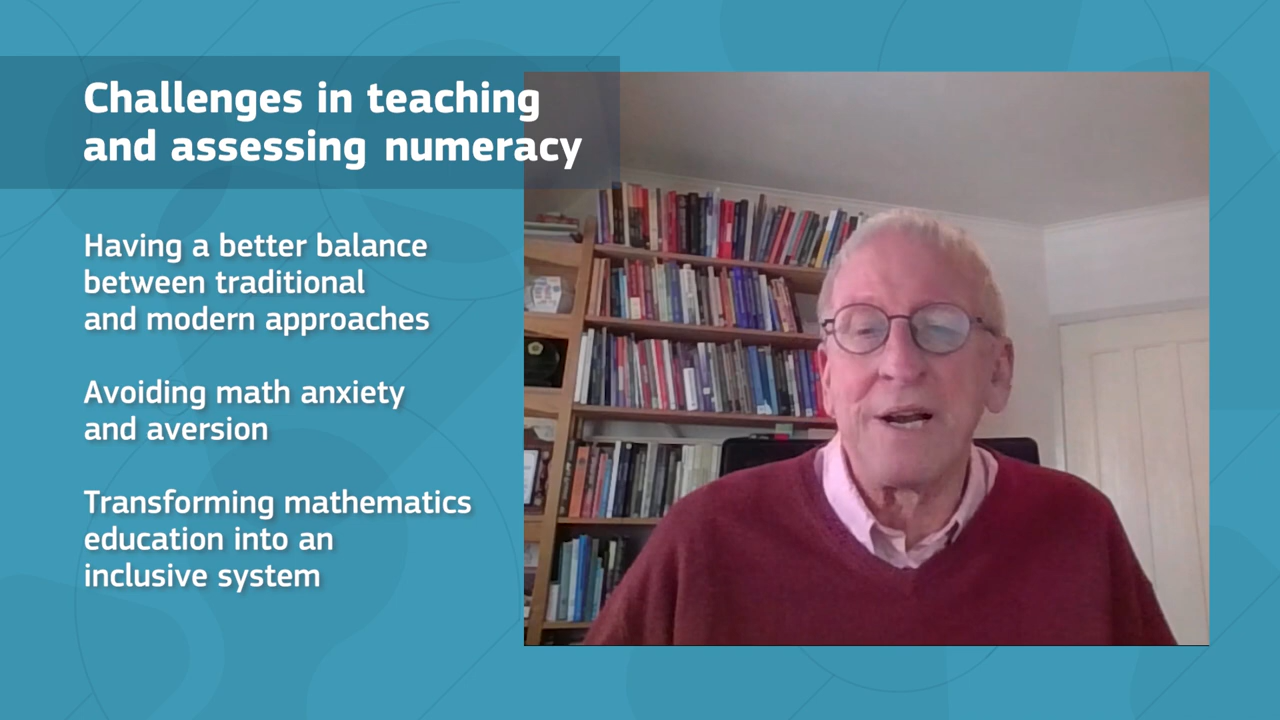 Challenges in teaching
and assessing numeracy
Having a better balance
between traditional
and modern approaches
Avoiding math anxiety
and aversion
Transforming mathematics
education into an
inclusive system